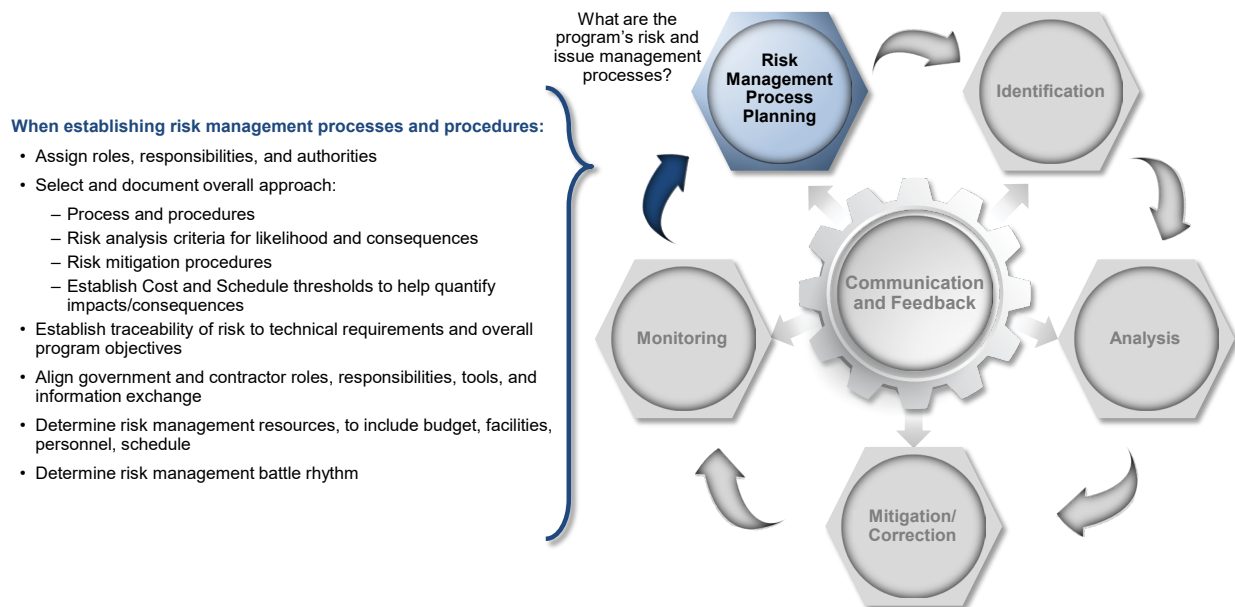 What are the
program’s risk and
issue management
processes?
When establishing risk management processes and procedures:
• Assign roles, responsibilities, and authorities
• Select and document overall approach:
– Process and procedures
– Risk analysis criteria for likelihood and consequences
– Risk mitigation procedures
– Establish Cost and Schedule thresholds to help quantify
impacts/consequences
• Establish traceability of risk to technical requirements and overall
program objectives
• Align government and contractor roles, responsibilities, tools, and
information exchange
• Determine risk management resources, to include budget, facilities,
personnel, schedule
• Determine risk management battle rhythm
Risk
Management
Process
Planning
Identification
Communication
and Feedback
Monitoring
Analysis
Mitigation/
Correction